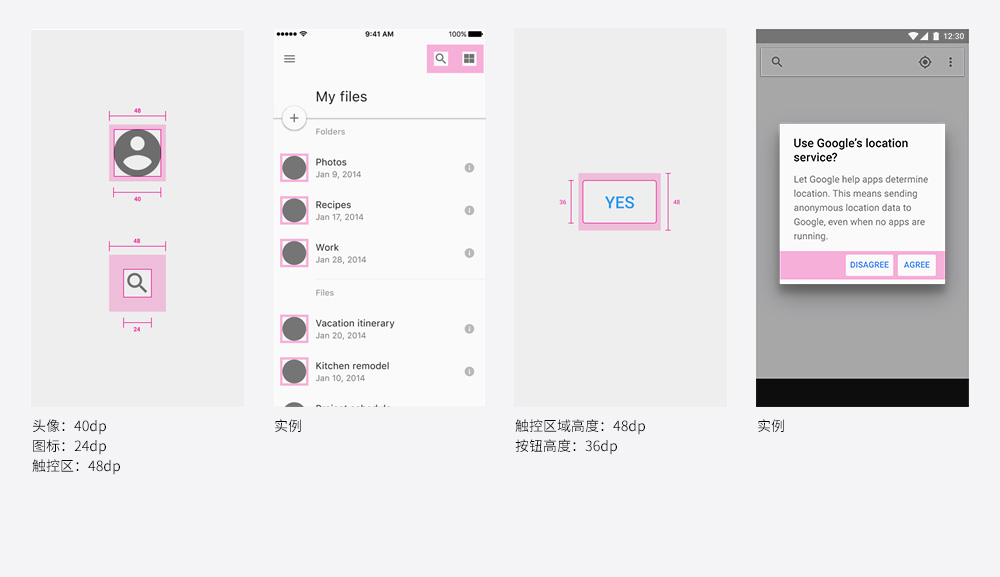 48
40
48
24
头像：40dp
图标：24dp
触控区：48dp
9:41 AM
100%
My files
Folders
Photos
Jan 9, 2014
Recipes
Jan 17, 2014
Work
Jan 28, 2014
Files
Vacation itinerary
Jan 20, 2014
Kitchen remodel
Jan 10, 2014
实例
36
YES
48
触控区域高度：48dp
按钮高度：36dp
12:30
Use Google's location
service?
Let Google help apps determine
location. This means sending
anonymous location data to
Google, even when no apps are
running.
DISAGREE AGREE
实例